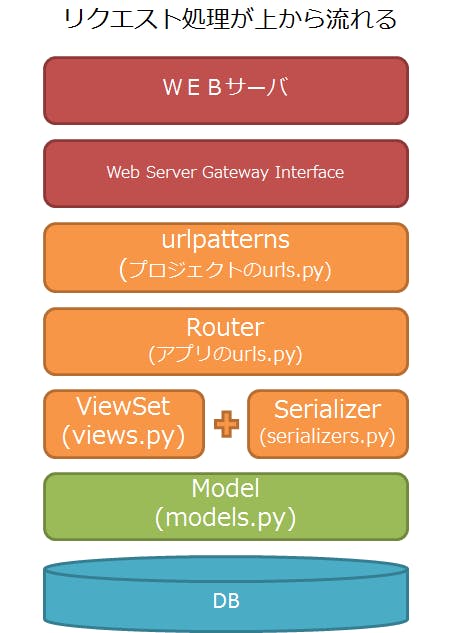 リクエスト処理が上から流れる
ＷＥＢサーバ
Web Server Gateway Interface
urlpatterns
(プロジェクトのurls.py)
Router
(アプリのurls.py)
ViewSet
(views.py)
Serializer
(serializers.py)
Model
(models.py)
DB